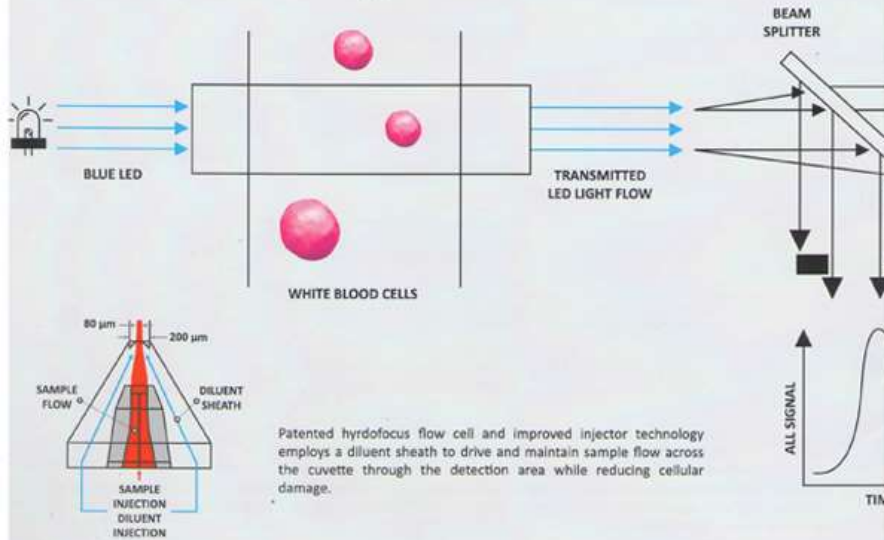 BEAM
SPLITTER
BLUE LED
TRANSMITTED
LED LIGHT FLOW
WHITE BLOOD CELLS
80 µm
200 µm
SAMPLE
FLOW
DILUENT
SHEATH
SAMPLE
INJECTION
DILUENT
INJECTION
Patented hyrdofocus flow cell and improved injector technology
employs a diluent sheath to drive and maintain sample flow across
the cuvette through the detection area while reducing cellular
damage.
ALL SIGNAL
TIM